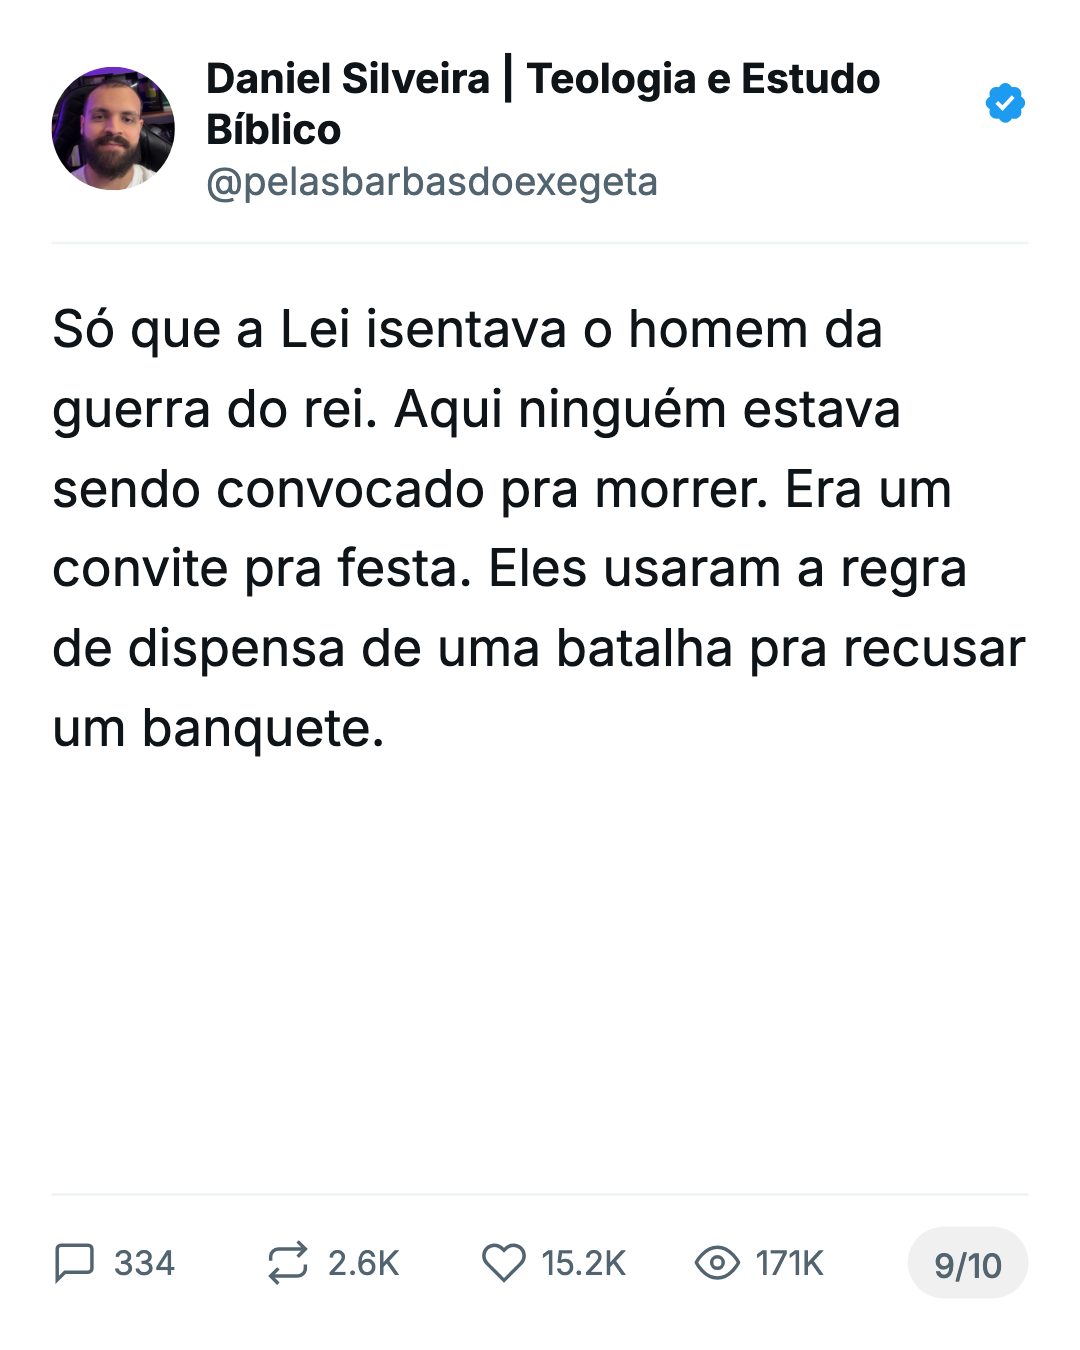 Daniel Silveira | Teologia e Estudo
Bíblico
@pelasbarbasdoexegeta
Só que a Lei isentava o homem da
guerra do rei. Aqui ninguém estava
sendo convocado pra morrer. Era um
convite pra festa. Eles usaram a regra
de dispensa de uma batalha pra recusar
um banquete.
334 2.6K 15.2K 171K 9/10